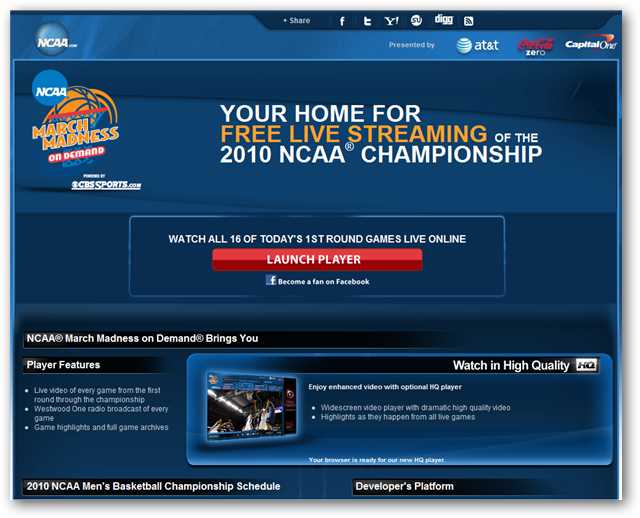 + Share
f
t
Y!
digg
NCAA.COM
Presented by
at&t
Coca-Cola
zero
Capital One
NCAA
MARCH
MADNESS
ON DEMAND
POWERED BY
CBSSPORTS.COM
YOUR HOME FOR
FREE LIVE STREAMING OF THE
2010 NCAA® CHAMPIONSHIP
WATCH ALL 16 OF TODAY'S 1ST ROUND GAMES LIVE ONLINE
LAUNCH PLAYER
f Become a fan on Facebook
NCAA® March Madness on Demand® Brings You
Player Features
Live video of every game from the first
round through the championship
Westwood One radio broadcast of every
game
Game highlights and full game archives
Watch in High Quality HQ
Enjoy enhanced video with optional HQ player
Widescreen video player with dramatic high quality video
Highlights as they happen from all live games
Your browser is ready for our new HQ player.
2010 NCAA Men's Basketball Championship Schedule
Developer's Platform